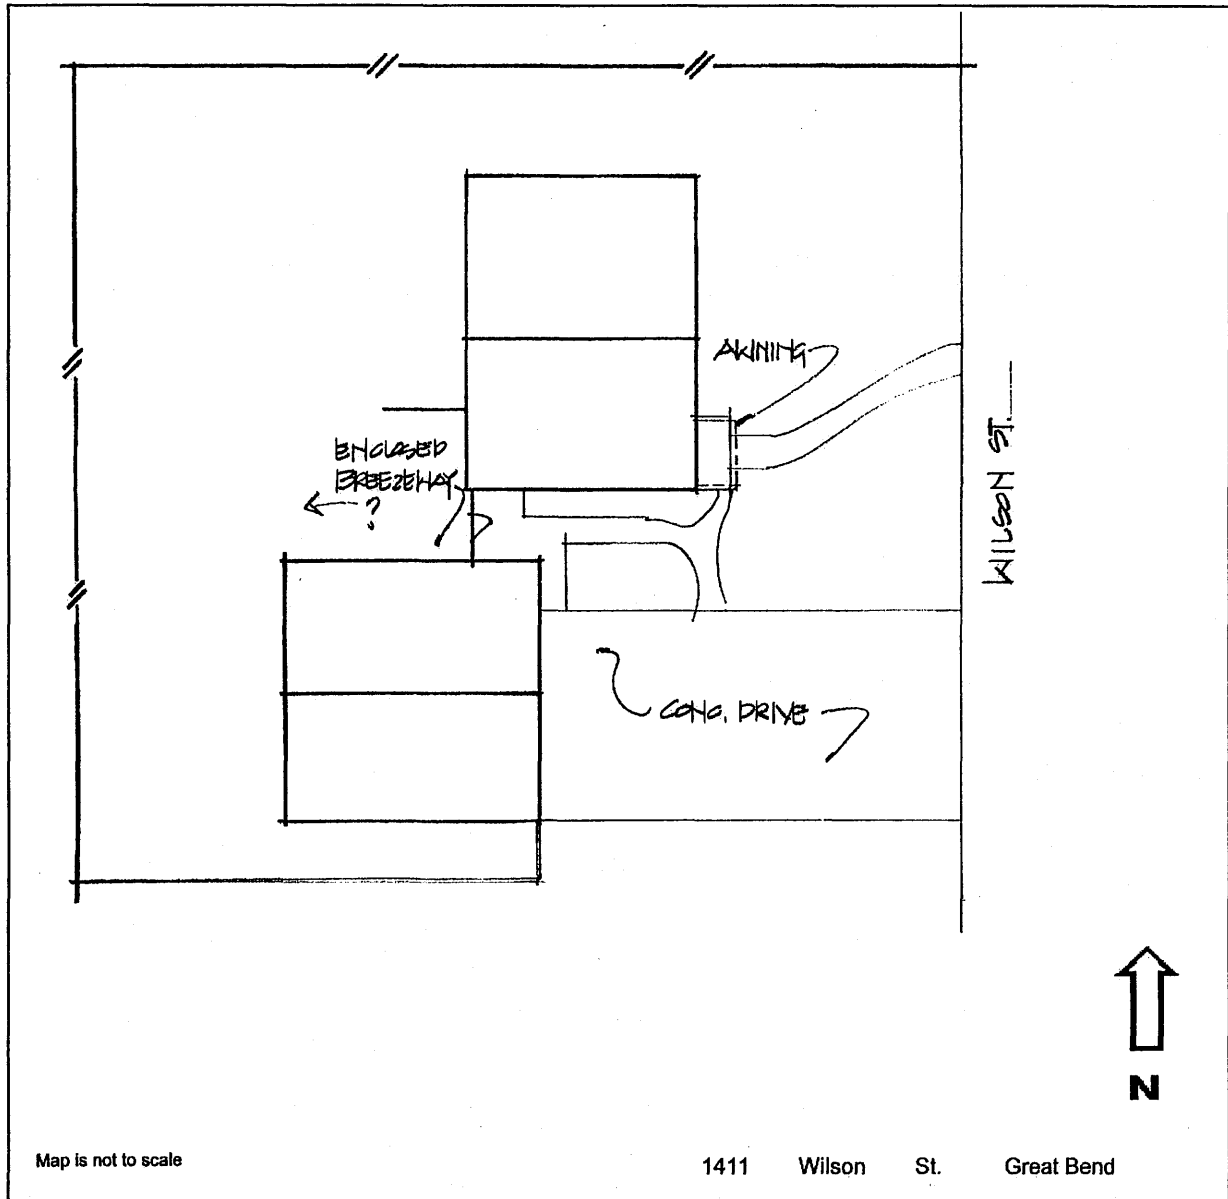 AWNING
ENCLOSED
BREEZEWAY
?
WILSON ST.
CONC. DRIVE
N
Map is not to scale
1411 Wilson St. Great Bend